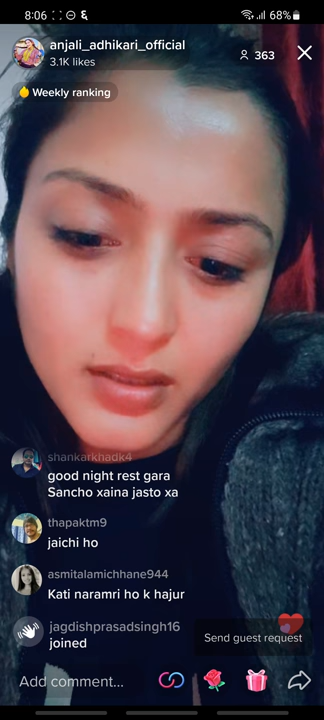 8:06
68%
anjali_adhikari_official
3.1K likes
363
Weekly ranking
shankarkhadk4
good night rest gara
Sancho xaina jasto xa
thapaktm9
jaichi ho
asmitalamichhane944
Kati naramri ho k hajur
jagdishprasadsingh16
joined
Send guest request
Add comment...